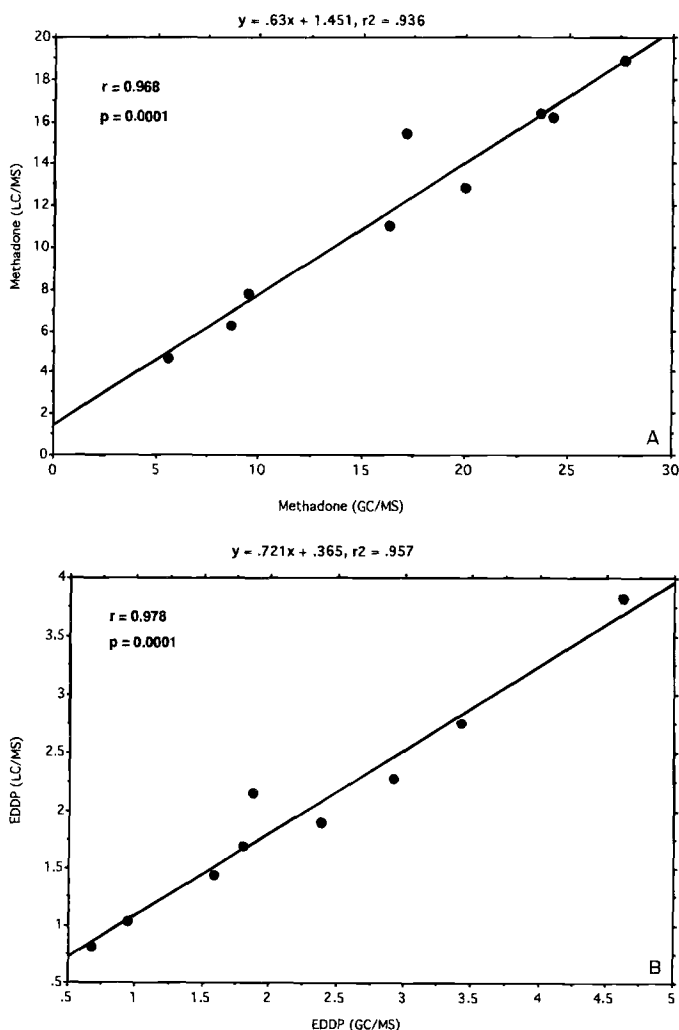 y = .63x + 1.451, r2 = .936
r = 0.968
p = 0.0001
Methadone (LC/MS)
20
18
16
14
12
10
8
6
4
2
0
0 5 10 15 20 25 30
A
Methadone (GC/MS)
y = .721x + .365, r2 = .957
r = 0.978
p = 0.0001
EDDP (LC/MS)
4
3.5
3
2.5
2
1.5
1
.5
.5 1 1.5 2 2.5 3 3.5 4 4.5 5
B
EDDP (GC/MS)